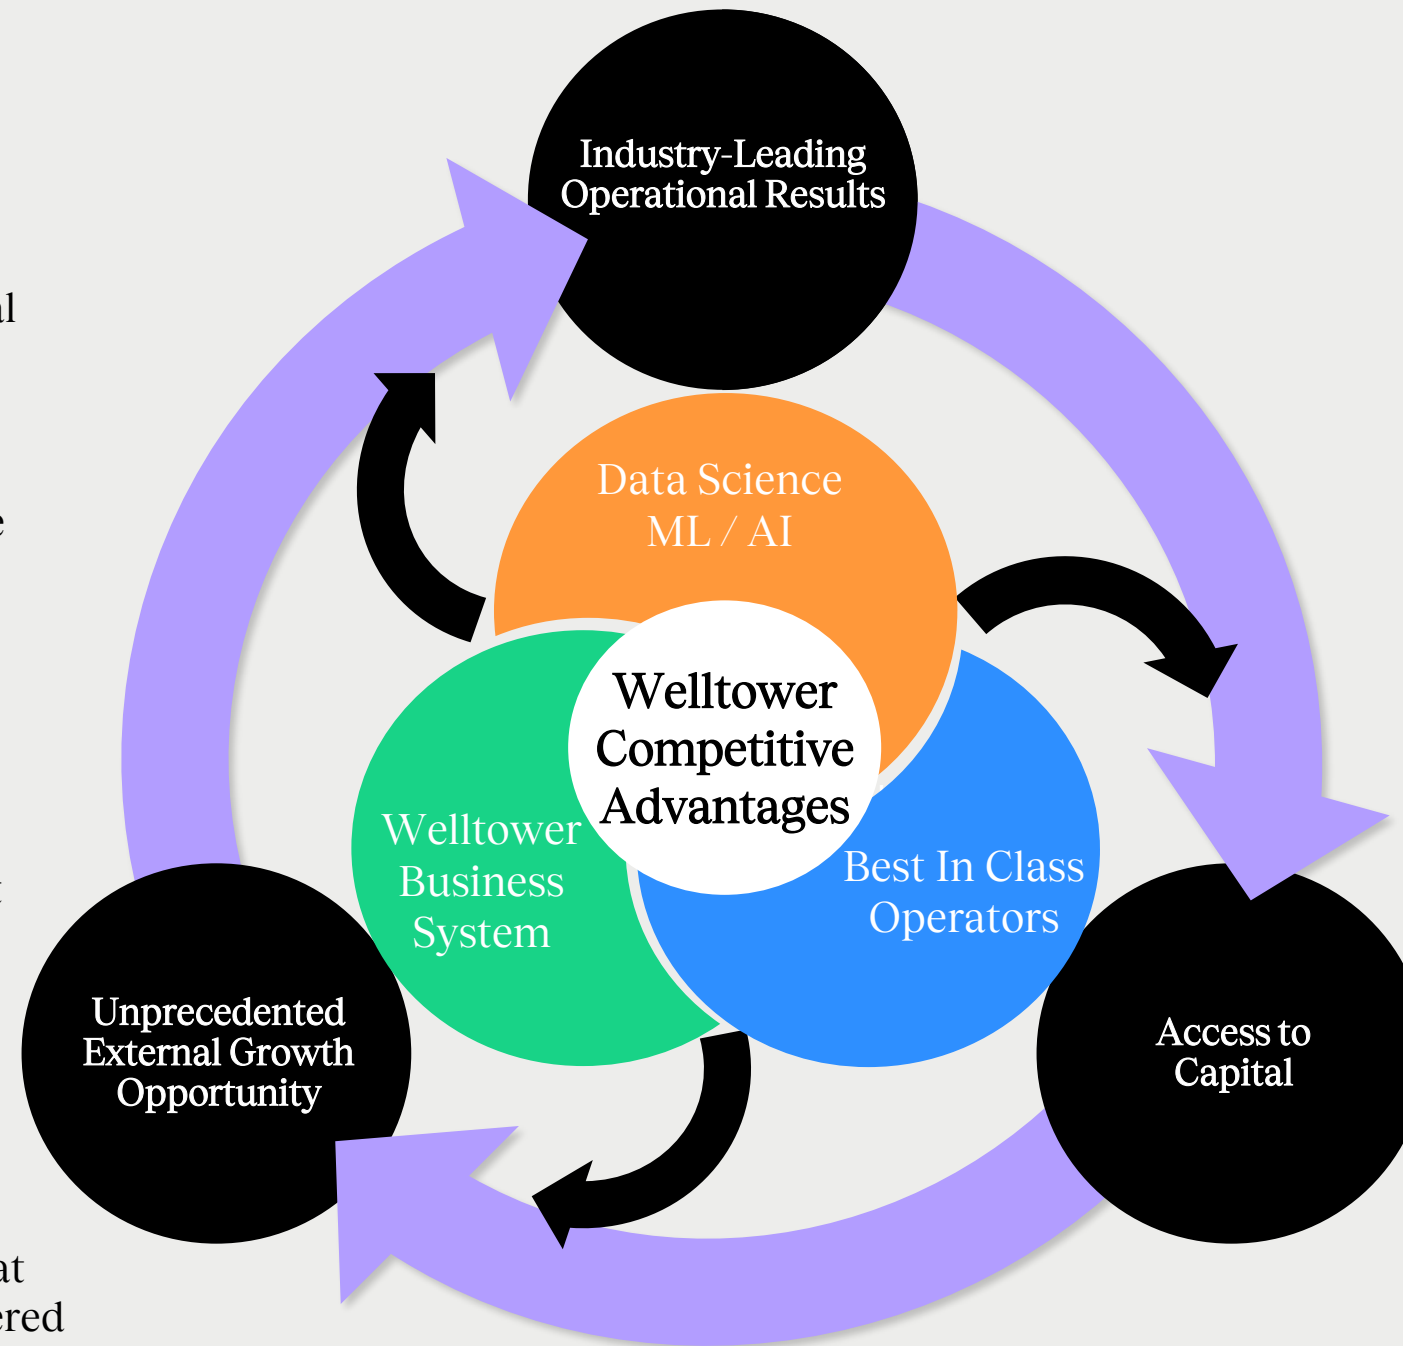 Industry-Leading
Operational Results
Data Science
ML / AI
Welltower
Competitive
Advantages
Welltower
Business
System
Best In Class
Operators
Unprecedented
External Growth
Opportunity
Access to
Capital